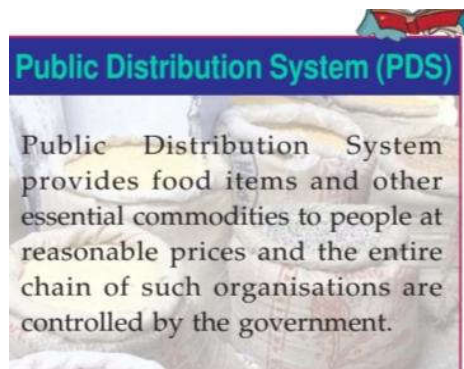 Public Distribution System (PDS)
Public Distribution System
provides food items and other
essential commodities to people at
reasonable prices and the entire
chain of such organisations are
controlled by the government.